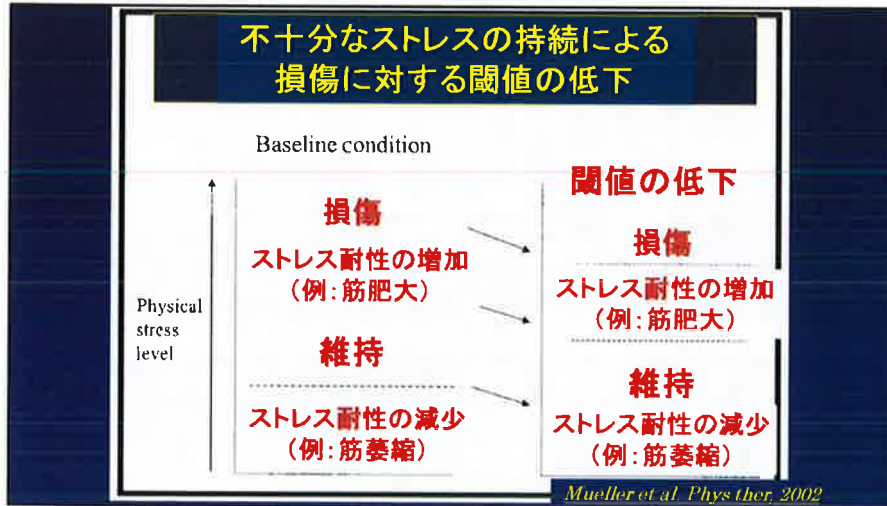 不十分なストレスの持続による
損傷に対する閾値の低下
Baseline condition
Physical
stress
level
損傷
ストレス耐性の増加
(例:筋肥大)
維持
ストレス耐性の減少
(例:筋萎縮)
閾値の低下
損傷
ストレス耐性の増加
(例:筋肥大)
維持
ストレス耐性の減少
(例:筋萎縮)
Mueller et al. Phys ther, 2002